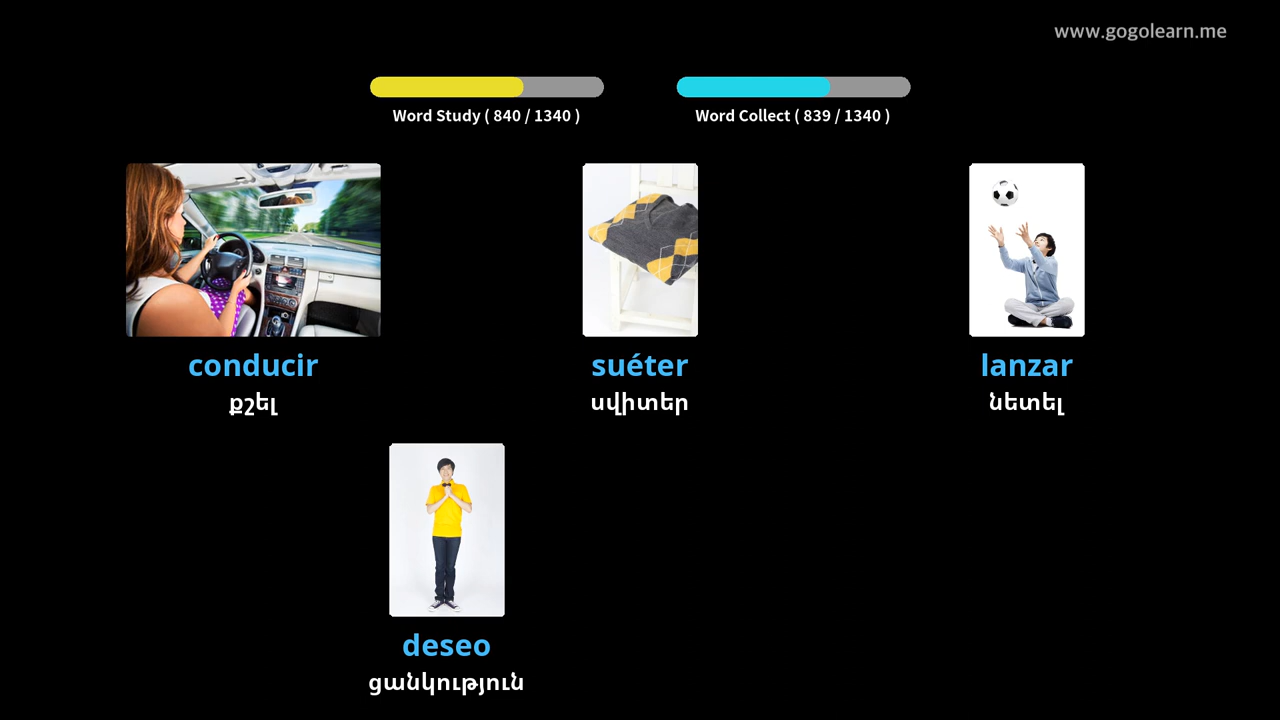 www.gogolearn.me
Word Study ( 840 / 1340 )
Word Collect ( 839 / 1340 )
conducir
քշել
suéter
սվիտեր
lanzar
նետել
deseo
ցանկություն